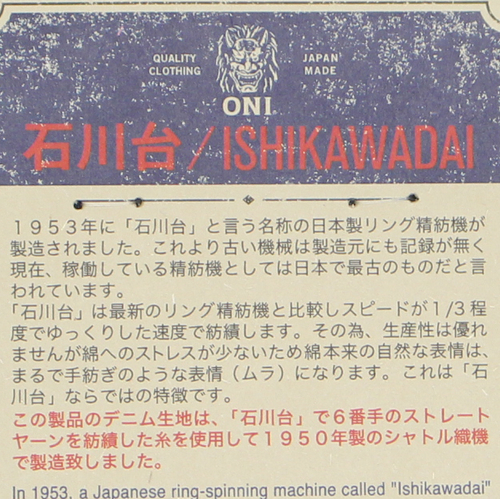 QUALITY CLOTHING
JAPAN MADE
ONI
石川台/ISHIKAWADAI
１９５３年に「石川台」と言う名称の日本製リング精紡機が
製造されました。これより古い機械は製造元にも記録が無く
現在、稼働している精紡機としては日本で最古のものだと言
われています。
「石川台」は最新のリング精紡機と比較しスピードが１/３程
度でゆっくりした速度で紡績します。その為、生産性は優れ
ませんが綿へのストレスが少ないため綿本来の自然な表情は、
まるで手紡ぎのような表情（ムラ）になります。これは「石
川台」ならではの特徴です。
この製品のデニム生地は、「石川台」で６番手のストレート
ヤーンを紡績した糸を使用して１９５０年製のシャトル織機
で製造致しました。
In 1953, a Japanese ring-spinning machine called "Ishikawadai"